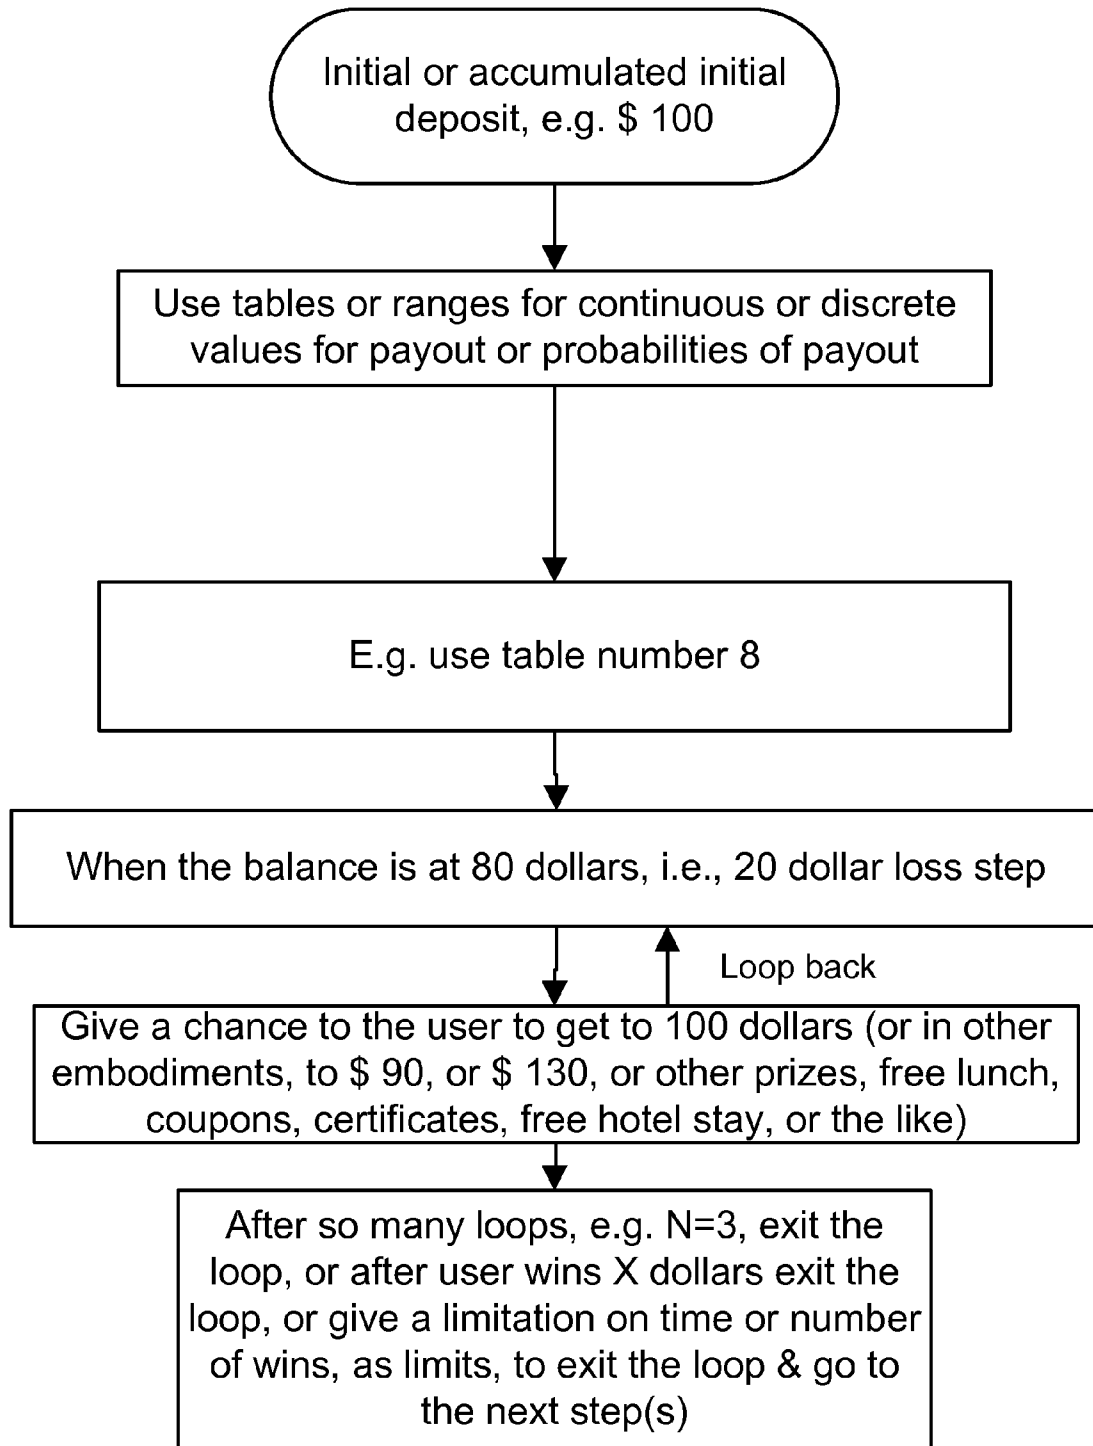 Initial or accumulated initial
deposit, e.g. $ 100
Use tables or ranges for continuous or discrete
values for payout or probabilities of payout
E.g. use table number 8
When the balance is at 80 dollars, i.e., 20 dollar loss step
Loop back
Give a chance to the user to get to 100 dollars (or in other
embodiments, to $ 90, or $ 130, or other prizes, free lunch,
coupons, certificates, free hotel stay, or the like)
After so many loops, e.g. N=3, exit the
loop, or after user wins X dollars exit the
loop, or give a limitation on time or number
of wins, as limits, to exit the loop & go to
the next step(s)